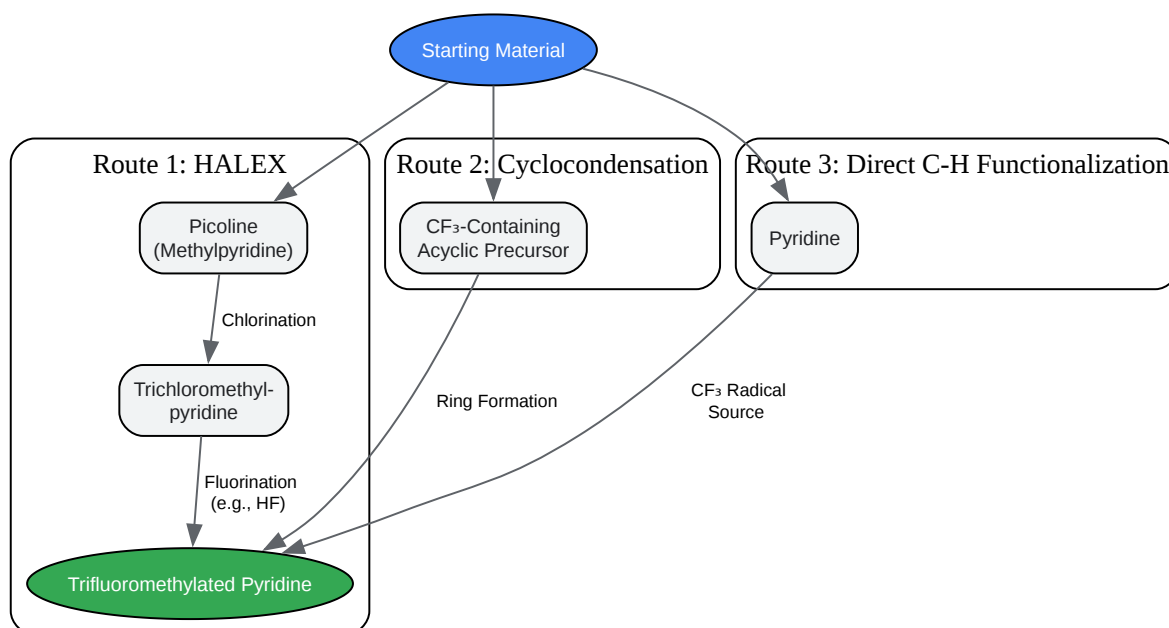 Starting Material
Route 1: HALEX
Route 2: Cyclocondensation
Route 3: Direct C-H Functionalization
Picoline
(Methylpyridine)
CF₃-Containing
Acyclic Precursor
Pyridine
Chlorination
Trichloromethyl-
pyridine
Ring Formation
CF₃ Radical
Source
Fluorination
(e.g., HF)
Trifluoromethylated Pyridine